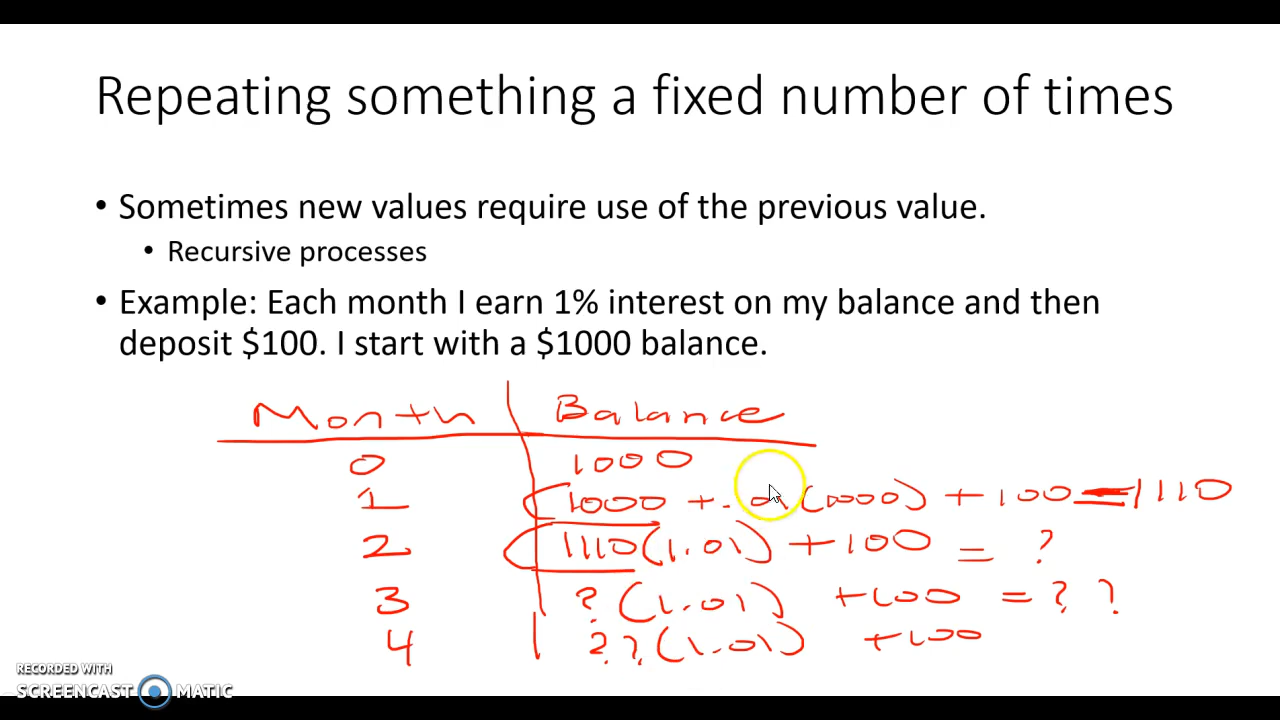 Repeating something a fixed number of times
• Sometimes new values require use of the previous value.
• Recursive processes
• Example: Each month I earn 1% interest on my balance and then
deposit $100. I start with a $1000 balance.
Month Balance
0 1000
1 (1000 + .01(1000) + 100 = 1110
2 (1110(1.01) + 100 = ?
3 ?(1.01) +100 = ? ?
4 ??(1.01) +100
RECORDED WITH
SCREENCAST MATIC